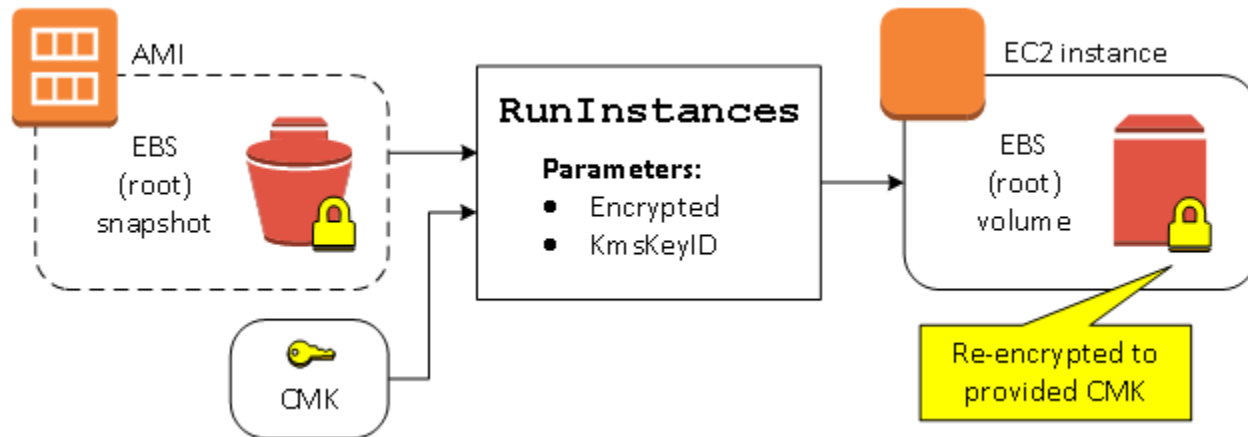 AMI
EBS
(root)
snapshot
CMK
RunInstances
Parameters:
● Encrypted
● KmsKeyID
EC2 instance
EBS
(root)
volume
Re-encrypted to
provided CMK